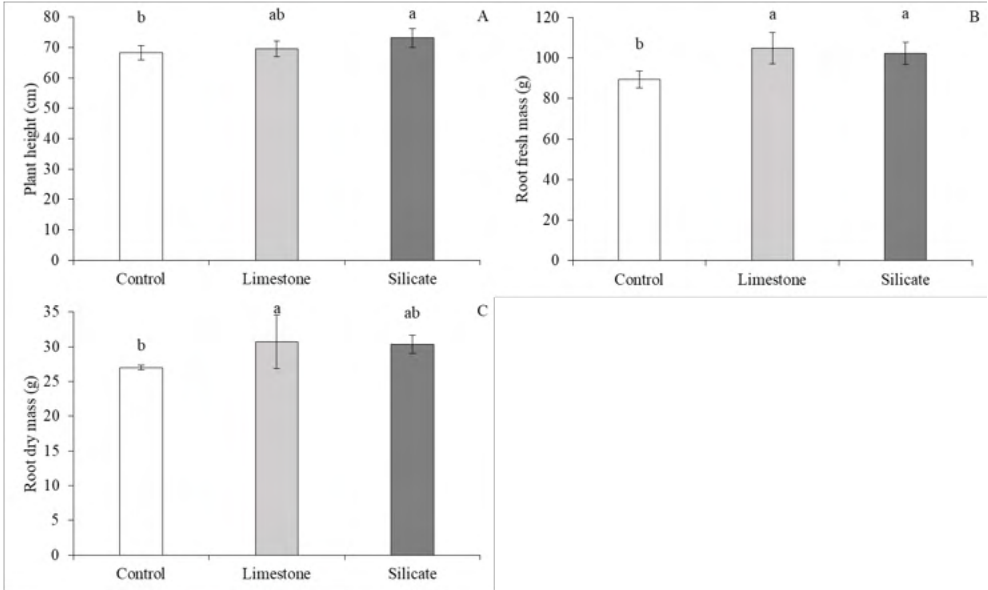 A
Plant height (cm)
80
70
60
50
40
30
20
10
0
b
ab
a
Control
Limestone
Silicate
B
Root fresh mass (g)
120
100
80
60
40
20
0
b
a
a
Control
Limestone
Silicate
C
Root dry mass (g)
35
30
25
20
15
10
5
0
b
a
ab
Control
Limestone
Silicate